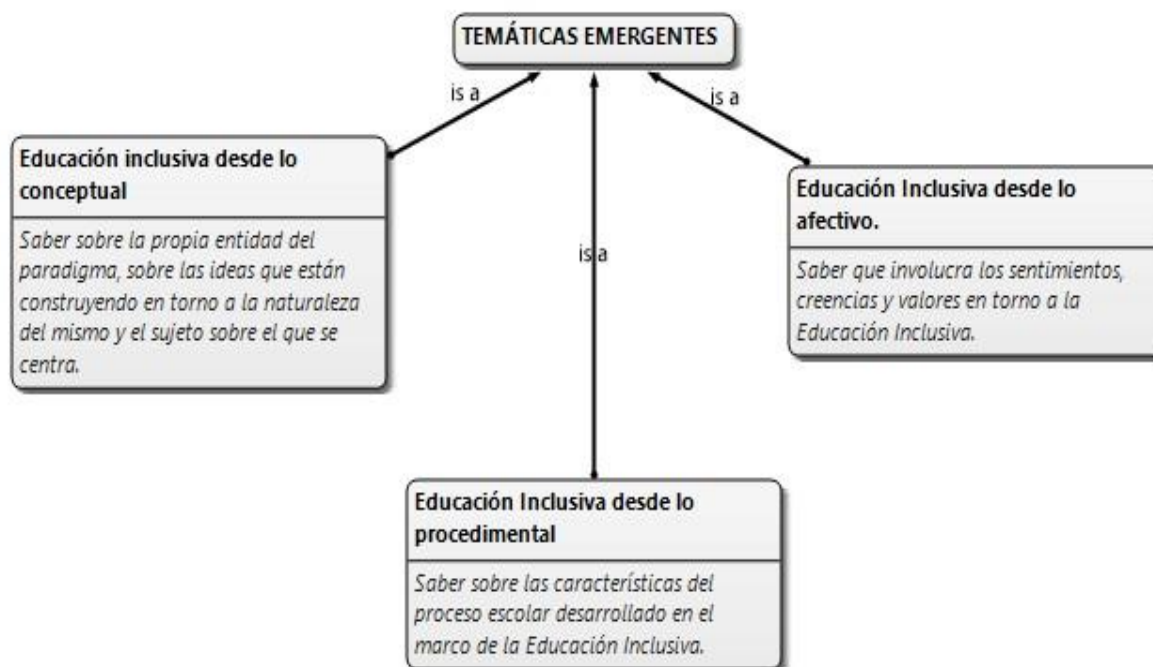 TEMÁTICAS EMERGENTES
is a
is a
Educación inclusiva desde lo
conceptual
Saber sobre la propia entidad del
paradigma, sobre las ideas que están
construyendo en torno a la naturaleza
del mismo y el sujeto sobre el que se
centra.
Educación Inclusiva desde lo
afectivo.
Saber que involucra los sentimientos,
creencias y valores en torno a la
Educación Inclusiva.
is a
Educación Inclusiva desde lo
procedimental
Saber sobre las características del
proceso escolar desarrollado en el
marco de la Educación Inclusiva.